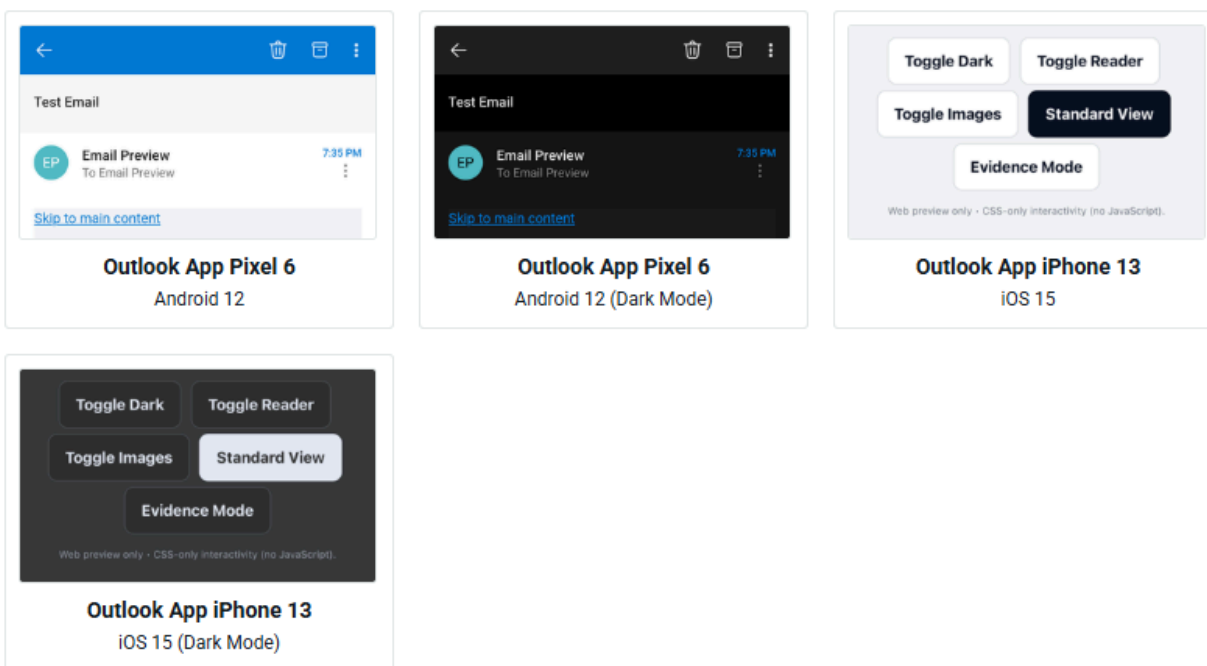 Test Email
EP
Email Preview
7:35 PM
To Email Preview
Skip to main content
Outlook App Pixel 6
Android 12
Test Email
EP
Email Preview
7:35 PM
To Email Preview
Skip to main content
Outlook App Pixel 6
Android 12 (Dark Mode)
Toggle Dark
Toggle Reader
Toggle Images
Standard View
Evidence Mode
Web preview only • CSS-only interactivity (no JavaScript).
Outlook App iPhone 13
iOS 15
Toggle Dark
Toggle Reader
Toggle Images
Standard View
Evidence Mode
Web preview only • CSS-only interactivity (no JavaScript).
Outlook App iPhone 13
iOS 15 (Dark Mode)